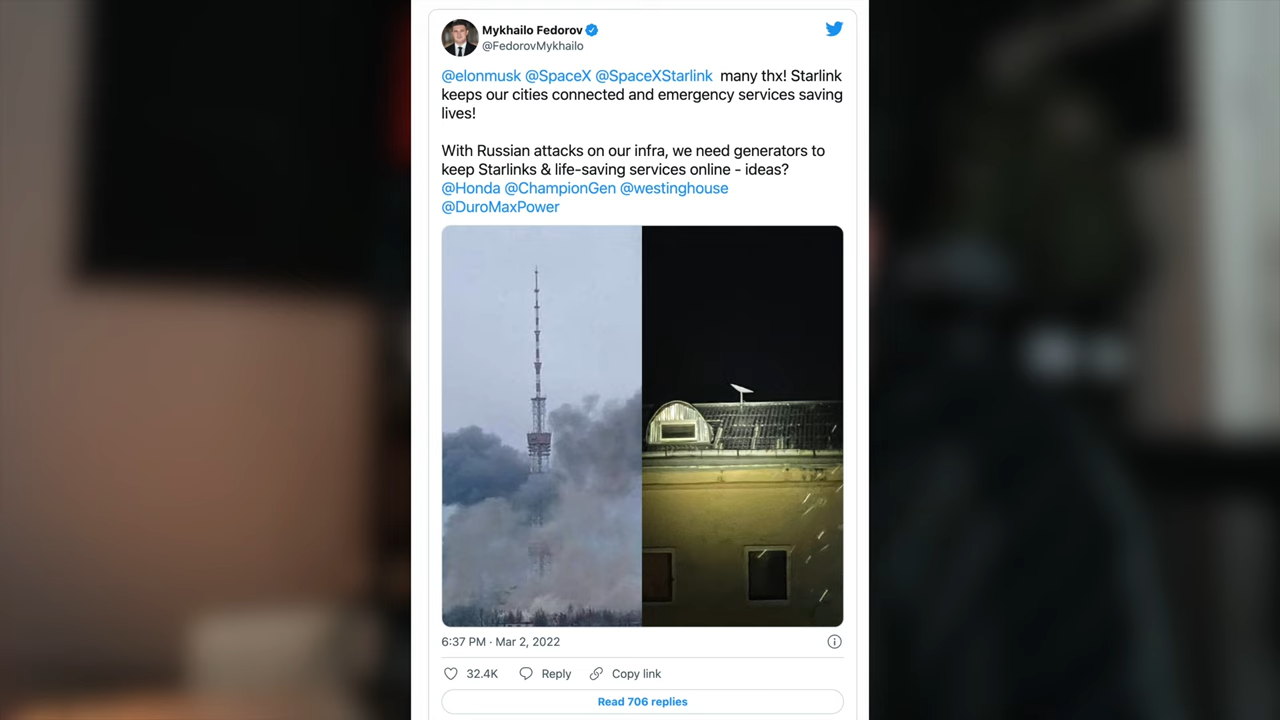 Mykhailo Fedorov
@FedorovMykhailo
@elonmusk @SpaceX @SpaceXStarlink many thx! Starlink
keeps our cities connected and emergency services saving
lives!
With Russian attacks on our infra, we need generators to
keep Starlinks & life-saving services online - ideas?
@Honda @ChampionGen @westinghouse
@DuroMaxPower
6:37 PM · Mar 2, 2022
32.4K Reply Copy link
Read 706 replies